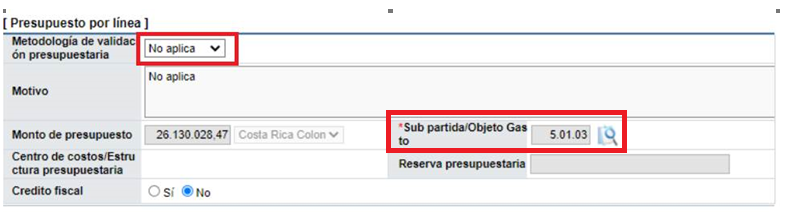 [ Presupuesto por línea ]
Metodología de validac
ón presupuestaria
No aplica
Motivo
No aplica
Monto de presupuesto
26.130.028,47
Costa Rica Colon
*Sub partida/Objeto Gas
to
5.01.03
Centro de costos/Estru
ctura presupuestaria
Reserva presupuestaria
Credito fiscal
Sí
No